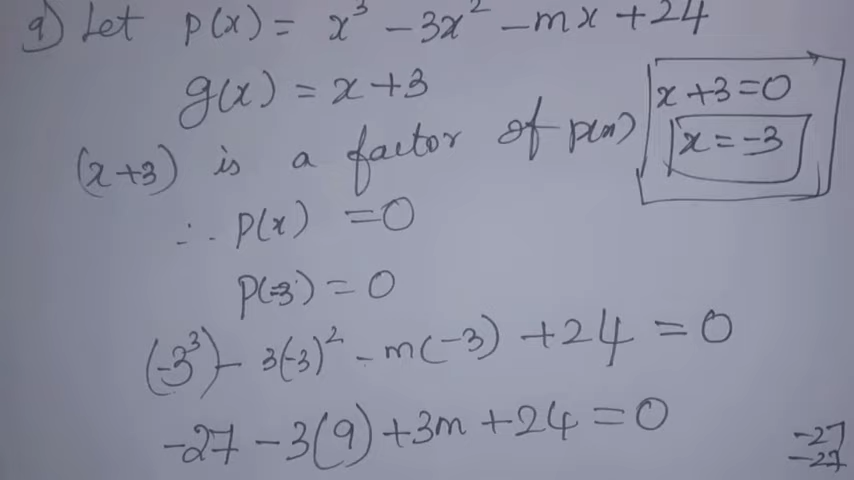 9) Let p(x) = x³ - 3x² - mx + 24
g(x) = x + 3
x + 3 = 0
x = -3
(x+3) is a factor of p(x)
∴ p(x) = 0
p(-3) = 0
(-3³) - 3(-3)² - m(-3) + 24 = 0
-27 - 3(9) + 3m + 24 = 0
-27
-27